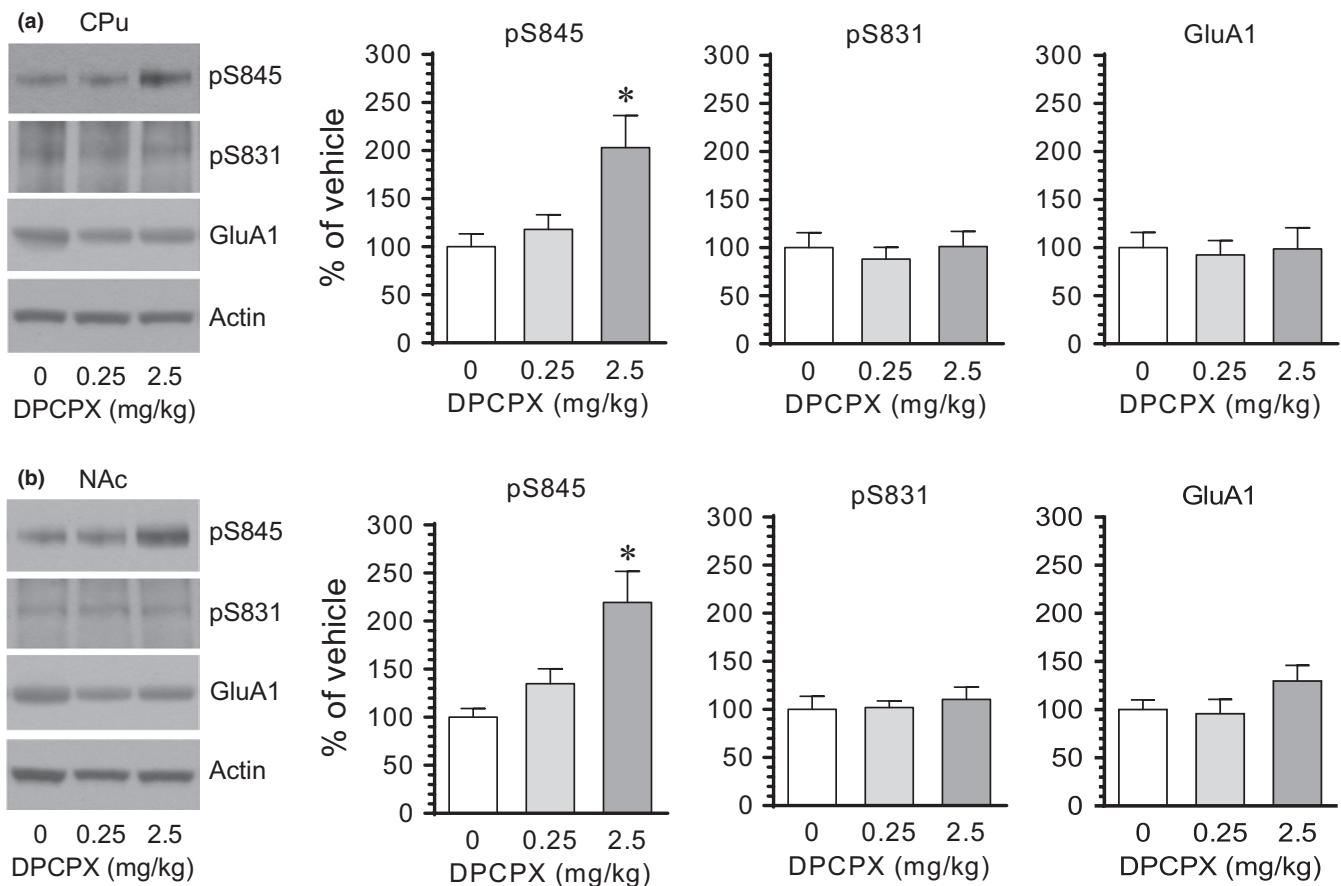 (a) CPu
pS845
pS831
GluA1
Actin
0 0.25 2.5
DPCPX (mg/kg)
pS845
% of vehicle
300
250
200
150
100
50
0
*
0 0.25 2.5
DPCPX (mg/kg)
pS831
300
250
200
150
100
50
0
0 0.25 2.5
DPCPX (mg/kg)
GluA1
300
250
200
150
100
50
0
0 0.25 2.5
DPCPX (mg/kg)
(b) NAc
pS845
pS831
GluA1
Actin
0 0.25 2.5
DPCPX (mg/kg)
pS845
% of vehicle
300
250
200
150
100
50
0
*
0 0.25 2.5
DPCPX (mg/kg)
pS831
300
250
200
150
100
50
0
0 0.25 2.5
DPCPX (mg/kg)
GluA1
300
250
200
150
100
50
0
0 0.25 2.5
DPCPX (mg/kg)